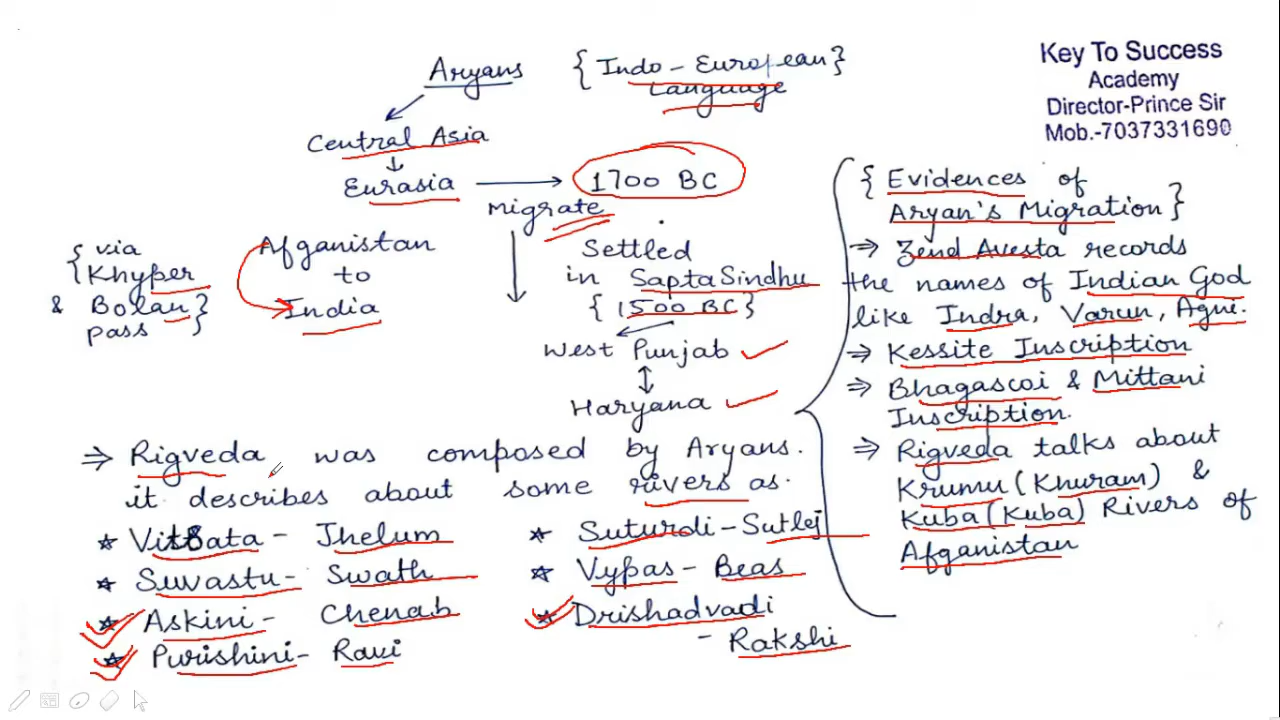 Aryans { Indo - European }
Language
Central Asia
Eurasia
Migrate
1700 BC
{ via
Khyper
& Bolan }
pass
Afganistan
to
India
Settled
in Sapta Sindhu
{ 1500 BC }
West Punjab
Haryana
Key To Success
Academy
Director-Prince Sir
Mob.-7037331690
{ Evidences of
Aryan's Migration }
⇒ Zend Avesta records
the names of Indian God
like Indra, Varun, Agni.
⇒ Kessite Inscription
⇒ Bhagascoi & Mittani
Inscription.
⇒ Rigveda talks about
Krumu (Khuram) &
Kuba (Kuba) Rivers of
Afganistan
⇒ Rigveda was composed by Aryans.
it describes about some rivers as.
☆ Vitsata - Jhelum
☆ Suvastu - Swath
☆ Askini - Chenab
☆ Purishini - Ravi
☆ Suturdi - Sutlej
☆ Vypas - Beas
☆ Drishadvadi
- Rakshi